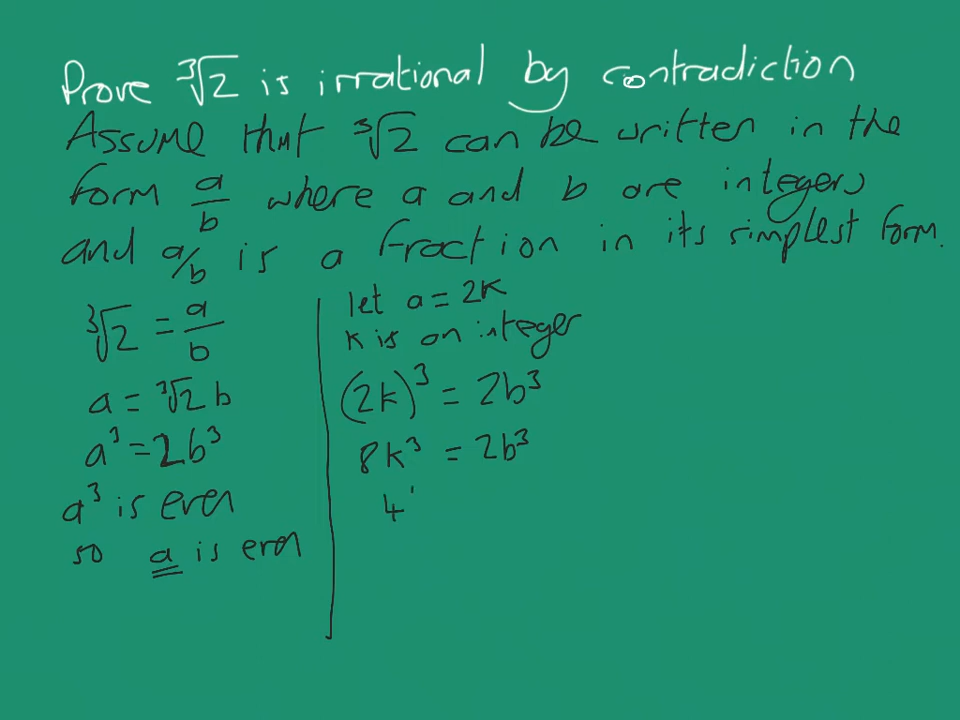 Prove ∛2 is irrational by contradiction
Assume that ∛2 can be written in the
form a/b where a and b are integers
and a/b is a fraction in its simplest form.
∛2 = a/b
a = ∛2 b
a³ = 2b³
a³ is even
so a is even
let a = 2k
k is an integer
(2k)³ = 2b³
8k³ = 2b³
4